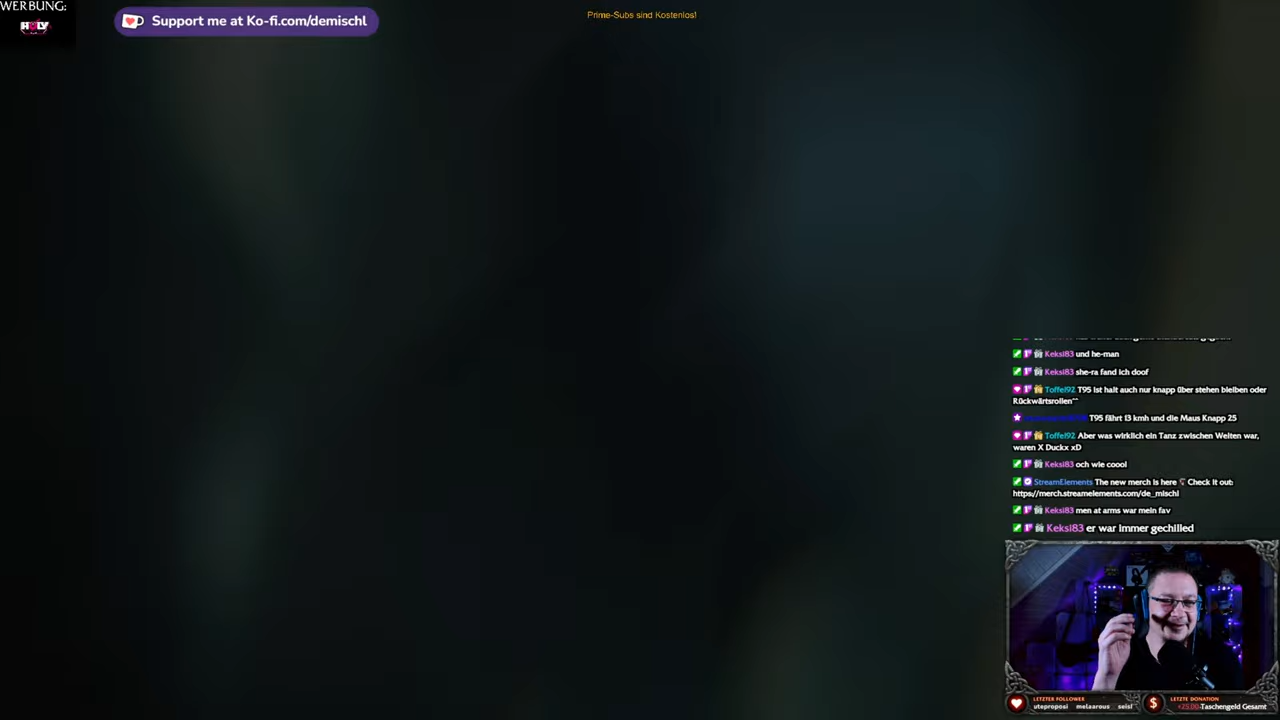 WERBUNG:
HOLY
Support me at Ko-fi.com/demischl
Prime-Subs sind Kostenlos!
Keksi83 und he-man
Keksi83 she-ra fand ich doof
Toffel92 T95 ist halt auch nur knapp über stehen bleiben oder
Rückwärtsrollen^^
T95 fährt 13 kmh und die Maus Knapp 25
Toffel92 Aber was wirklich ein Tanz zwischen Welten war,
waren X Duckx xD
Keksi83 och wie coool
StreamElements The new merch is here Check it out:
https://merch.streamelements.com/de_mischl
Keksi83 men at arms war mein fav
Keksi83 er war immer gechilled
LETZTER FOLLOWER
uteproposi melaarous seisl
LETZTE DONATION
Taschengeld Gesamt